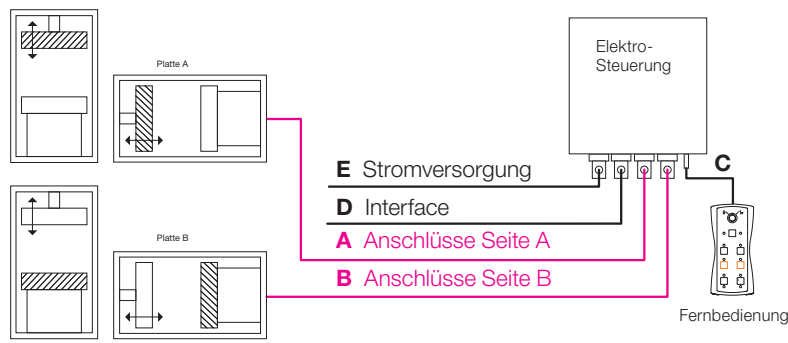 Platte A
Elektro-
Steuerung
E Stromversorgung
C
D Interface
A Anschlüsse Seite A
Platte B
B Anschlüsse Seite B
Fernbedienung